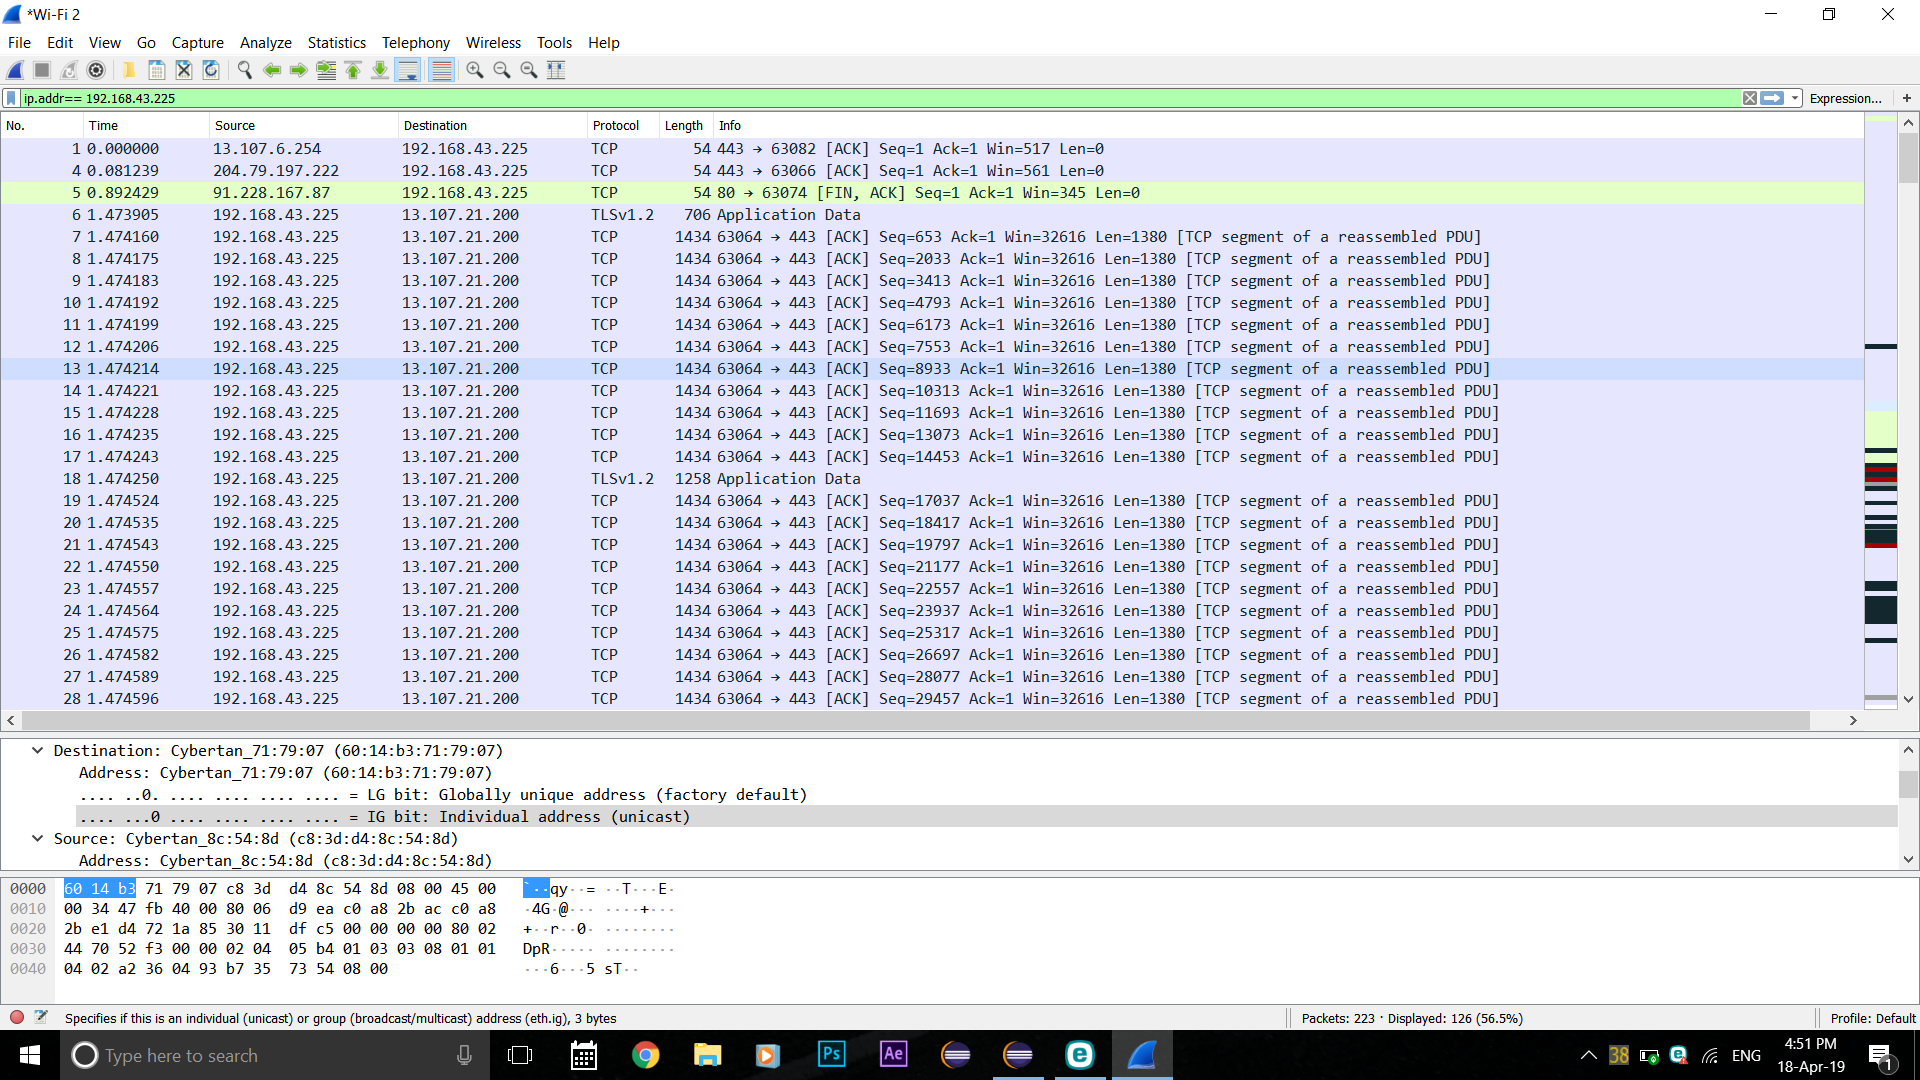 *Wi-Fi 2
File Edit View Go Capture Analyze Statistics Telephony Wireless Tools Help
ip.addr== 192.168.43.225 Expression... +
No. Time Source Destination Protocol Length Info
1 0.000000 13.107.6.254 192.168.43.225 TCP 54 443 → 63082 [ACK] Seq=1 Ack=1 Win=517 Len=0
4 0.081239 204.79.197.222 192.168.43.225 TCP 54 443 → 63066 [ACK] Seq=1 Ack=1 Win=561 Len=0
5 0.892429 91.228.167.87 192.168.43.225 TCP 54 80 → 63074 [FIN, ACK] Seq=1 Ack=1 Win=345 Len=0
6 1.473905 192.168.43.225 13.107.21.200 TLSv1.2 706 Application Data
7 1.474160 192.168.43.225 13.107.21.200 TCP 1434 63064 → 443 [ACK] Seq=653 Ack=1 Win=32616 Len=1380 [TCP segment of a reassembled PDU]
8 1.474175 192.168.43.225 13.107.21.200 TCP 1434 63064 → 443 [ACK] Seq=2033 Ack=1 Win=32616 Len=1380 [TCP segment of a reassembled PDU]
9 1.474183 192.168.43.225 13.107.21.200 TCP 1434 63064 → 443 [ACK] Seq=3413 Ack=1 Win=32616 Len=1380 [TCP segment of a reassembled PDU]
10 1.474192 192.168.43.225 13.107.21.200 TCP 1434 63064 → 443 [ACK] Seq=4793 Ack=1 Win=32616 Len=1380 [TCP segment of a reassembled PDU]
11 1.474199 192.168.43.225 13.107.21.200 TCP 1434 63064 → 443 [ACK] Seq=6173 Ack=1 Win=32616 Len=1380 [TCP segment of a reassembled PDU]
12 1.474206 192.168.43.225 13.107.21.200 TCP 1434 63064 → 443 [ACK] Seq=7553 Ack=1 Win=32616 Len=1380 [TCP segment of a reassembled PDU]
13 1.474214 192.168.43.225 13.107.21.200 TCP 1434 63064 → 443 [ACK] Seq=8933 Ack=1 Win=32616 Len=1380 [TCP segment of a reassembled PDU]
14 1.474221 192.168.43.225 13.107.21.200 TCP 1434 63064 → 443 [ACK] Seq=10313 Ack=1 Win=32616 Len=1380 [TCP segment of a reassembled PDU]
15 1.474228 192.168.43.225 13.107.21.200 TCP 1434 63064 → 443 [ACK] Seq=11693 Ack=1 Win=32616 Len=1380 [TCP segment of a reassembled PDU]
16 1.474235 192.168.43.225 13.107.21.200 TCP 1434 63064 → 443 [ACK] Seq=13073 Ack=1 Win=32616 Len=1380 [TCP segment of a reassembled PDU]
17 1.474243 192.168.43.225 13.107.21.200 TCP 1434 63064 → 443 [ACK] Seq=14453 Ack=1 Win=32616 Len=1380 [TCP segment of a reassembled PDU]
18 1.474250 192.168.43.225 13.107.21.200 TLSv1.2 1258 Application Data
19 1.474524 192.168.43.225 13.107.21.200 TCP 1434 63064 → 443 [ACK] Seq=17037 Ack=1 Win=32616 Len=1380 [TCP segment of a reassembled PDU]
20 1.474535 192.168.43.225 13.107.21.200 TCP 1434 63064 → 443 [ACK] Seq=18417 Ack=1 Win=32616 Len=1380 [TCP segment of a reassembled PDU]
21 1.474543 192.168.43.225 13.107.21.200 TCP 1434 63064 → 443 [ACK] Seq=19797 Ack=1 Win=32616 Len=1380 [TCP segment of a reassembled PDU]
22 1.474550 192.168.43.225 13.107.21.200 TCP 1434 63064 → 443 [ACK] Seq=21177 Ack=1 Win=32616 Len=1380 [TCP segment of a reassembled PDU]
23 1.474557 192.168.43.225 13.107.21.200 TCP 1434 63064 → 443 [ACK] Seq=22557 Ack=1 Win=32616 Len=1380 [TCP segment of a reassembled PDU]
24 1.474564 192.168.43.225 13.107.21.200 TCP 1434 63064 → 443 [ACK] Seq=23937 Ack=1 Win=32616 Len=1380 [TCP segment of a reassembled PDU]
25 1.474575 192.168.43.225 13.107.21.200 TCP 1434 63064 → 443 [ACK] Seq=25317 Ack=1 Win=32616 Len=1380 [TCP segment of a reassembled PDU]
26 1.474582 192.168.43.225 13.107.21.200 TCP 1434 63064 → 443 [ACK] Seq=26697 Ack=1 Win=32616 Len=1380 [TCP segment of a reassembled PDU]
27 1.474589 192.168.43.225 13.107.21.200 TCP 1434 63064 → 443 [ACK] Seq=28077 Ack=1 Win=32616 Len=1380 [TCP segment of a reassembled PDU]
28 1.474596 192.168.43.225 13.107.21.200 TCP 1434 63064 → 443 [ACK] Seq=29457 Ack=1 Win=32616 Len=1380 [TCP segment of a reassembled PDU]
Destination: Cybertan_71:79:07 (60:14:b3:71:79:07)
Address: Cybertan_71:79:07 (60:14:b3:71:79:07)
.... ..0. .... .... .... .... = LG bit: Globally unique address (factory default)
.... ...0 .... .... .... .... = IG bit: Individual address (unicast)
Source: Cybertan_8c:54:8d (c8:3d:d4:8c:54:8d)
Address: Cybertan_8c:54:8d (c8:3d:d4:8c:54:8d)
0000 60 14 b3 71 79 07 c8 3d d4 8c 54 8d 08 00 45 00 `··qy··= ··T···E·
0010 00 34 47 fb 40 00 80 06 d9 ea c0 a8 2b ac c0 a8 ·4G·@··· ····+···
0020 2b e1 d4 72 1a 85 30 11 df c5 00 00 00 00 80 02 +··r··0· ········
0030 44 70 52 f3 00 00 02 04 05 b4 01 03 03 08 01 01 DpR····· ········
0040 04 02 a2 36 04 93 b7 35 73 54 08 00 ···6···5 sT··
Specifies if this is an individual (unicast) or group (broadcast/multicast) address (eth.ig), 3 bytes Packets: 223 · Displayed: 126 (56.5%) Profile: Default
Type here to search Ps Ae 38 ENG 4:51 PM
18-Apr-19 1